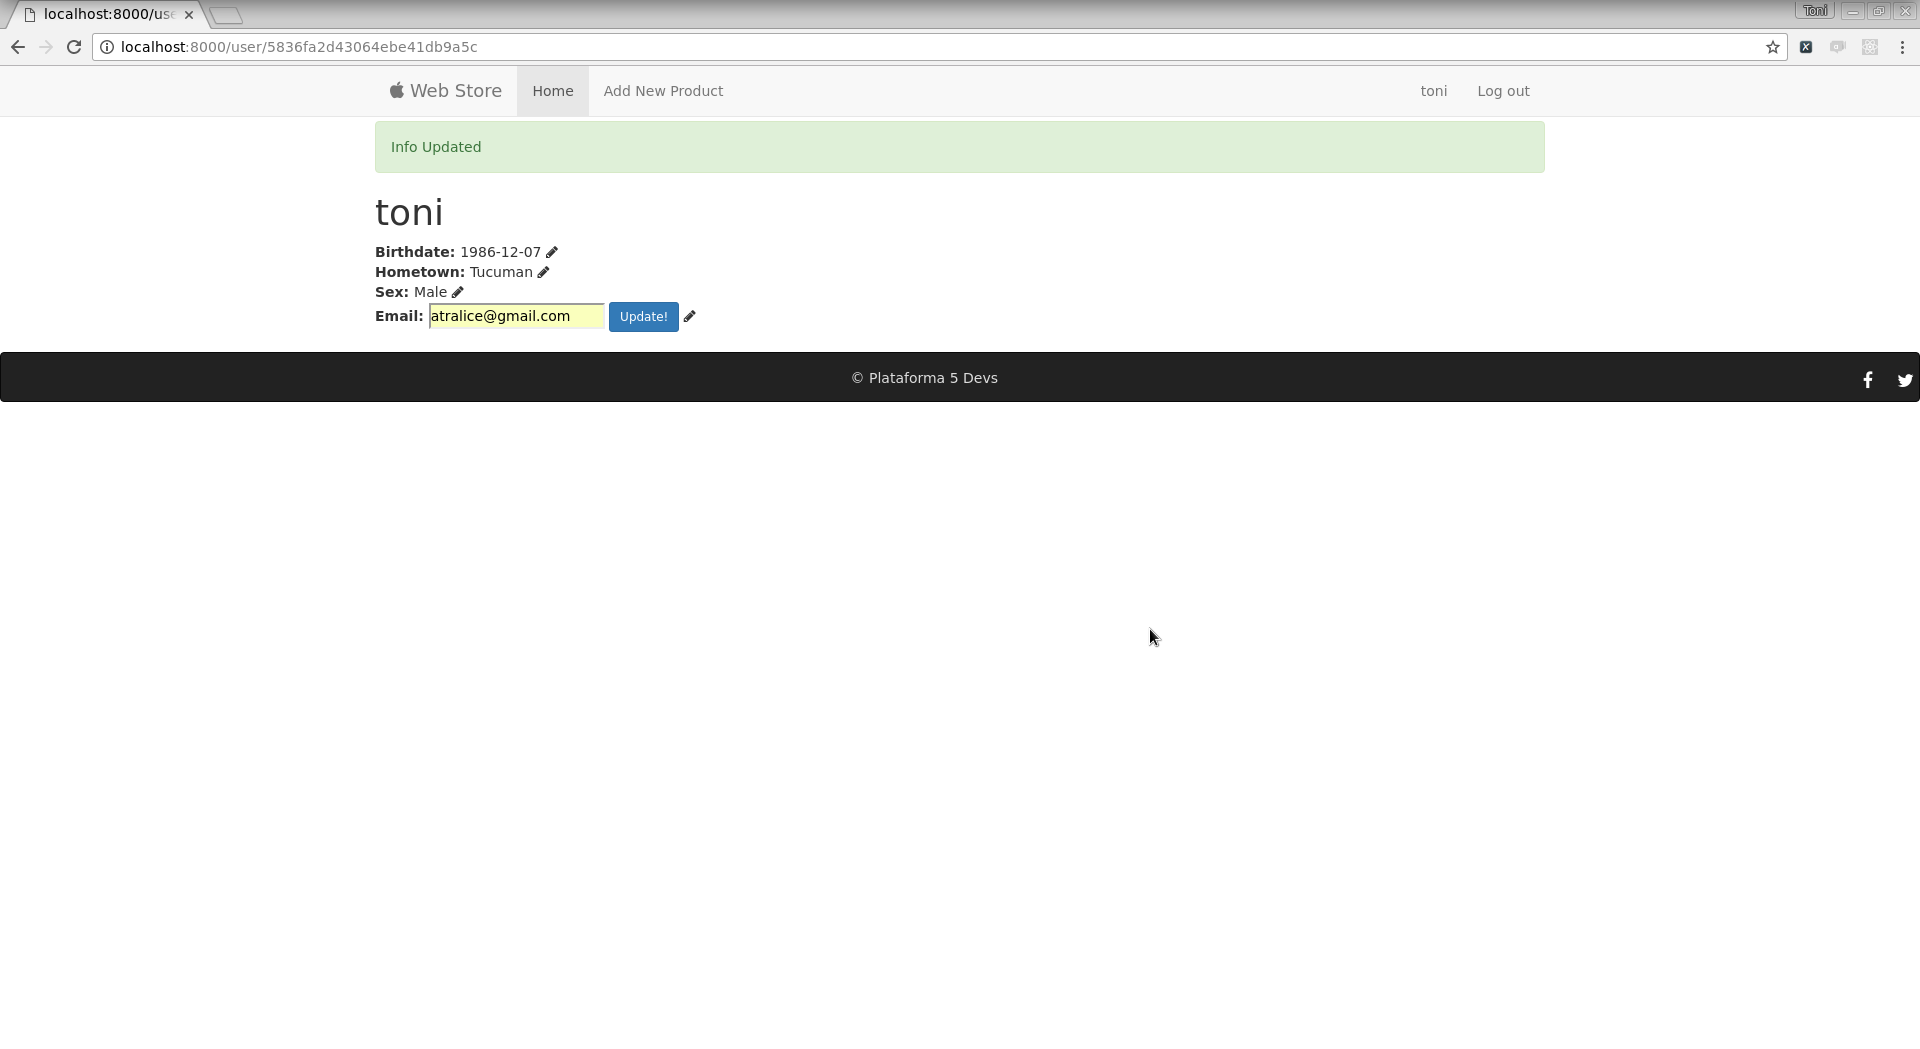 localhost:8000/use
Toni
localhost:8000/user/5836fa2d43064ebe41db9a5c
Web Store Home Add New Product toni Log out
Info Updated
toni
Birthdate: 1986-12-07
Hometown: Tucuman
Sex: Male
Email: atralice@gmail.com Update!
© Plataforma 5 Devs